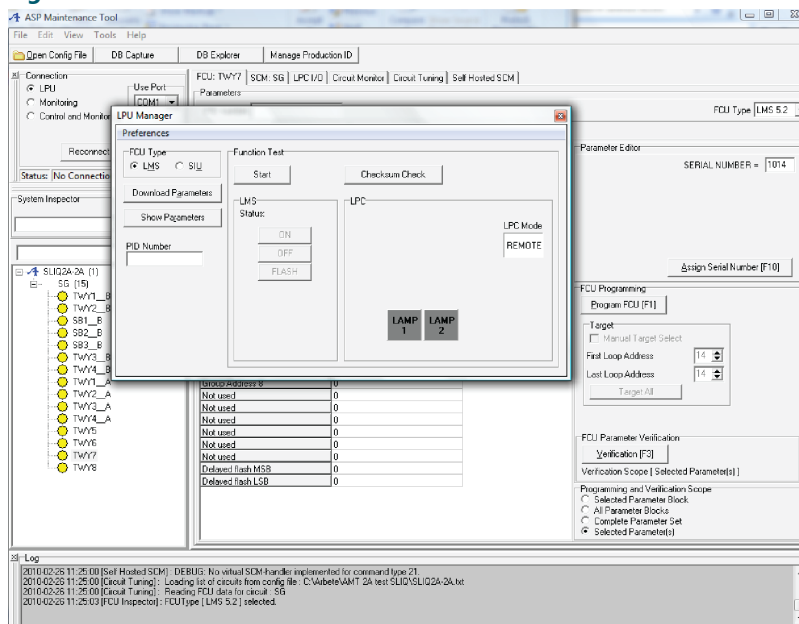 ASP Maintenance Tool
File Edit View Tools Help
Open Config File DB Capture DB Explorer Manage Production ID
Connection
LPU
Monitoring
Control and Monitor
Use Port
COM1
Reconnect
Status: No Connectio
System Inspector
SLIQ2A-2A (1)
SG (15)
TWY1__B
TWY2__B
SB1__B
SB2__B
SB3__B
TWY3__B
TWY4__B
TWY1__A
TWY2__A
TWY3__A
TWY4__A
TWY5
TWY6
TWY7
TWY8
FCU: TWY7 SCM: SG LPC I/O Circuit Monitor Circuit Tuning Self Hosted SCM
Parameters
FCU Type LMS 5.2
LPU Manager
Preferences
FCU Type
LMS SIU
Download Parameters
Show Parameters
PID Number
Function Test
Start Checksum Check
LMS
Status:
ON
OFF
FLASH
LPC
LPC Mode
REMOTE
LAMP 1
LAMP 2
Group Address 8 0
Not used 0
Not used 0
Not used 0
Not used 0
Not used 0
Not used 0
Delayed flash MSB 0
Delayed flash LSB 0
Parameter Editor
SERIAL NUMBER = 1014
Assign Serial Number [F10]
FCU Programming
Program FCU [F1]
Target
Manual Target Select
First Loop Address 14
Last Loop Address 14
Target All
FCU Parameter Verification
Verification [F3]
Verification Scope [ Selected Parameter(s) ]
Programming and Verification Scope
Selected Parameter Block
All Parameter Blocks
Complete Parameter Set
Selected Parameter(s)
Log
2010-02-26 11:25:00 [Self Hosted SCM] : DEBUG: No virtual SCM-handler implemented for command type 21.
2010-02-26 11:25:00 [Circuit Tuning] : Loading list of circuits from config file : C:\Arbete\AMT 2A test SLIQ\SLIQ2A-2A.txt
2010-02-26 11:25:00 [Circuit Tuning] : Reading FCU data for circuit : SG
2010-02-26 11:25:03 [FCU Inspector] : FCUType [ LMS 5.2 ] selected.